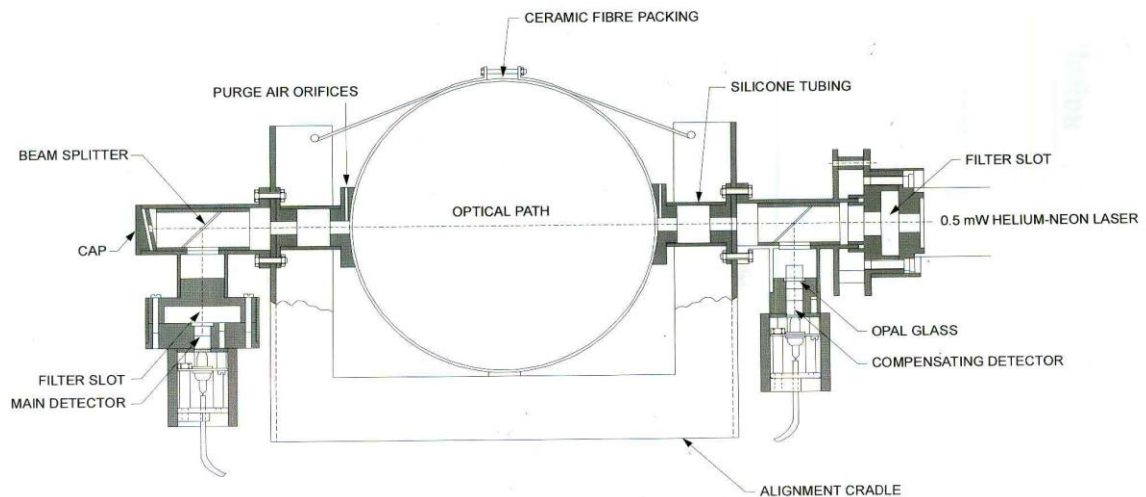 CERAMIC FIBRE PACKING
PURGE AIR ORIFICES
SILICONE TUBING
BEAM SPLITTER
FILTER SLOT
OPTICAL PATH
0.5 mW HELIUM-NEON LASER
CAP
OPAL GLASS
COMPENSATING DETECTOR
FILTER SLOT
MAIN DETECTOR
ALIGNMENT CRADLE